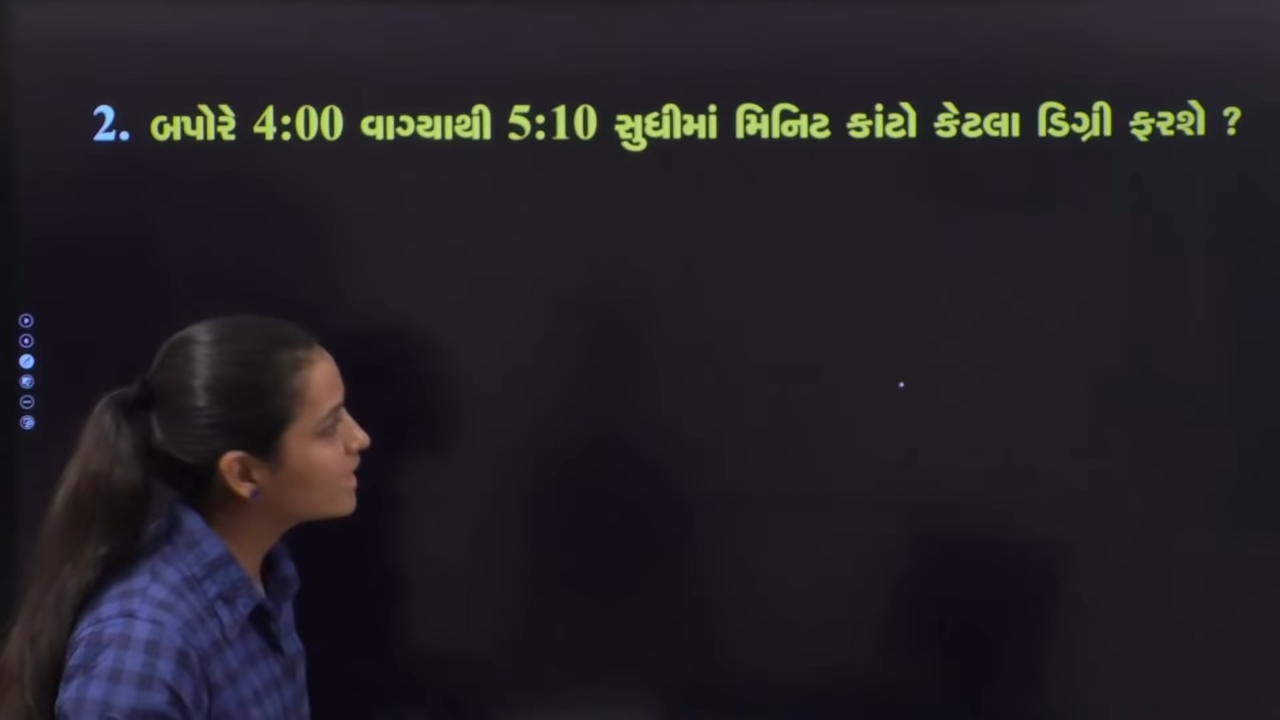 2. બપોરે 4:00 વાગ્યાથી 5:10 સુધીમાં મિનિટ કાંટો કેટલા ડિગ્રી ફરશે ?